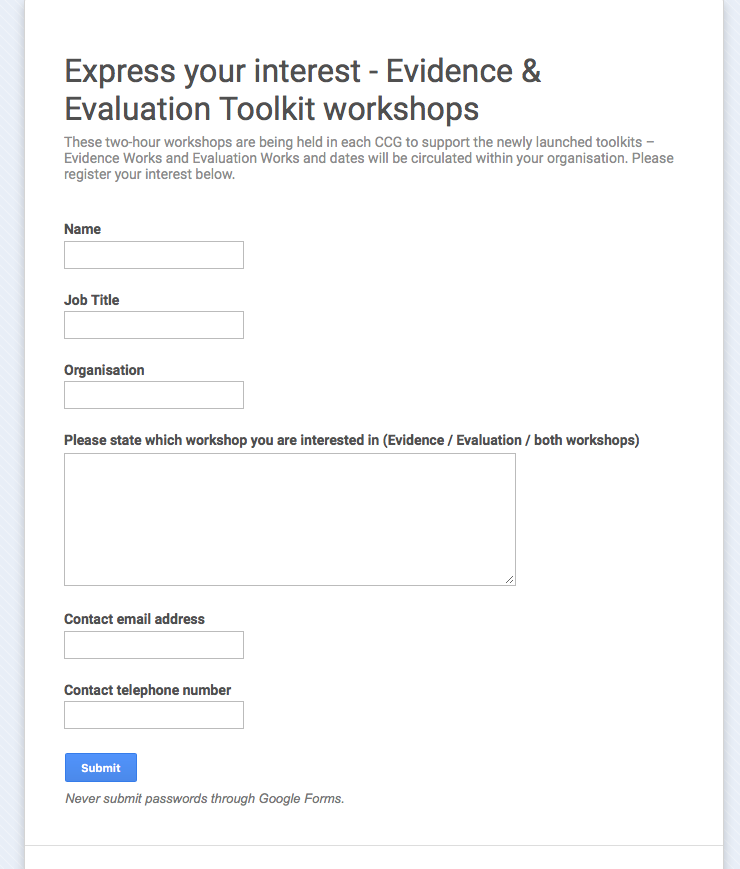 Express your interest - Evidence &
Evaluation Toolkit workshops
These two-hour workshops are being held in each CCG to support the newly launched toolkits –
Evidence Works and Evaluation Works and dates will be circulated within your organisation. Please
register your interest below.
Name
Job Title
Organisation
Please state which workshop you are interested in (Evidence / Evaluation / both workshops)
Contact email address
Contact telephone number
Submit
Never submit passwords through Google Forms.